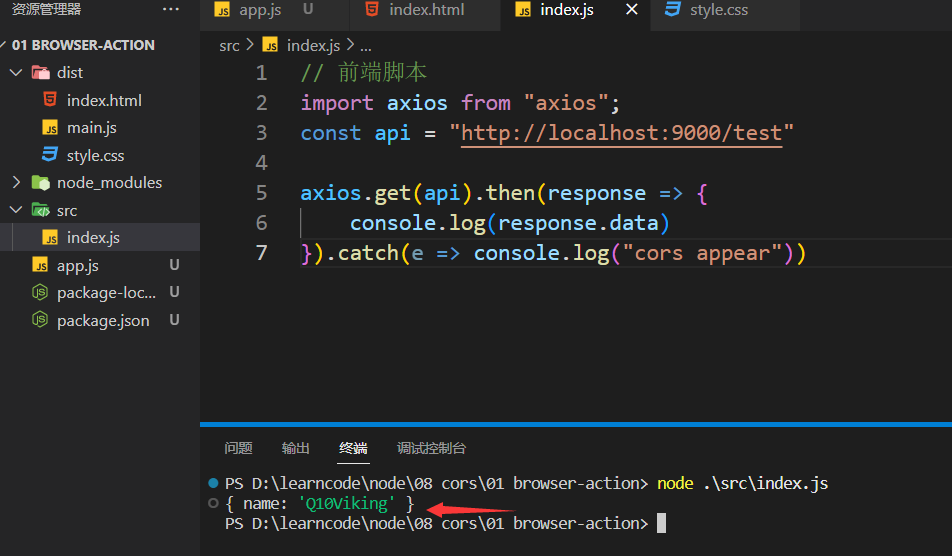 资源管理器 ···
app.js U index.html index.js × style.css
01 BROWSER-ACTION
dist
index.html
main.js
style.css
node_modules
src
index.js
app.js U
package-loc... U
package.json U
src > index.js > ...
1 // 前端脚本
2 import axios from "axios";
3 const api = "http://localhost:9000/test"
4
5 axios.get(api).then(response => {
6 console.log(response.data)
7 }).catch(e => console.log("cors appear"))
问题 输出 终端 调试控制台
PS D:\learncode\node\08 cors\01 browser-action> node .\src\index.js
{ name: 'Q10Viking' }
PS D:\learncode\node\08 cors\01 browser-action>